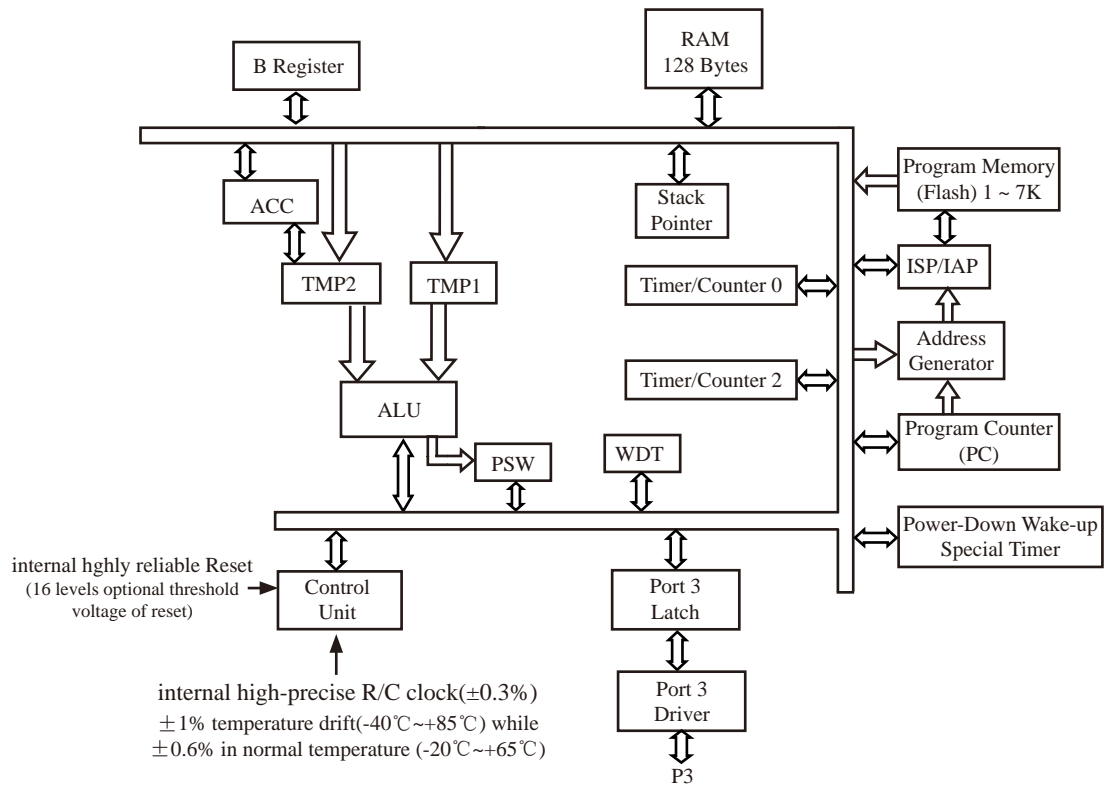 RAM
128 Bytes
B Register
Program Memory
(Flash) 1 ~ 7K
ACC
Stack
Pointer
ISP/IAP
TMP2
TMP1
Timer/Counter 0
Address
Generator
Timer/Counter 2
ALU
Program Counter
(PC)
PSW
WDT
Power-Down Wake-up
Special Timer
internal hghly reliable Reset
(16 levels optional threshold
voltage of reset)
Control
Unit
Port 3
Latch
internal high-precise R/C clock(±0.3%)
±1% temperature drift(-40℃~+85℃) while
±0.6% in normal temperature (-20℃~+65℃)
Port 3
Driver
P3